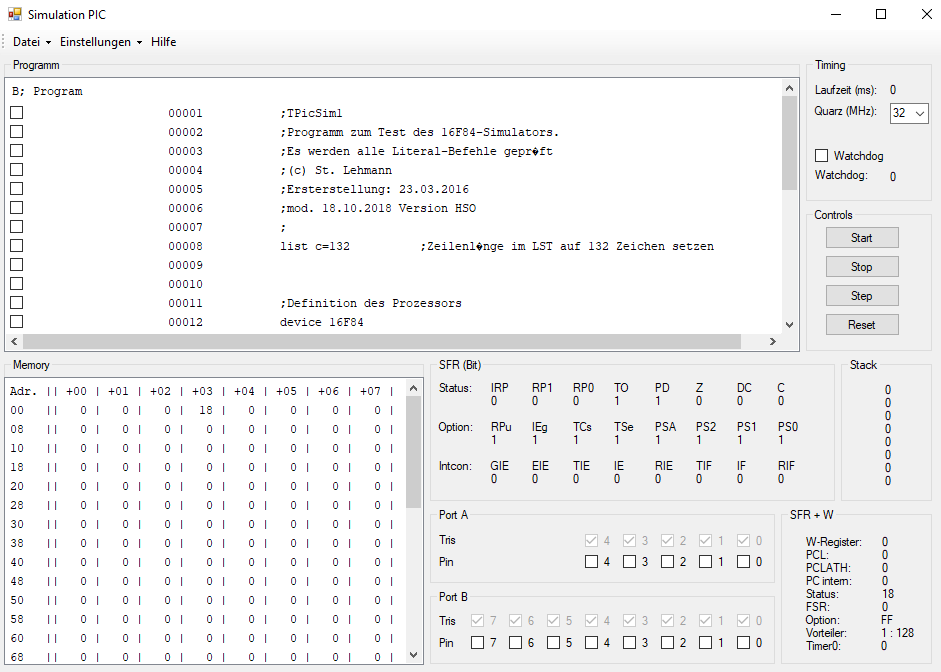 Simulation PIC
Datei Einstellungen Hilfe
Programm
B; Program
00001 ;TPicSim1
00002 ;Programm zum Test des 16F84-Simulators.
00003 ;Es werden alle Literal-Befehle gepr�ft
00004 ;(c) St. Lehmann
00005 ;Ersterstellung: 23.03.2016
00006 ;mod. 18.10.2018 Version HSO
00007 ;
00008 list c=132 ;Zeilenl�nge im LST auf 132 Zeichen setzen
00009
00010
00011 ;Definition des Prozessors
00012 device 16F84
Timing
Laufzeit (ms): 0
Quarz (MHz): 32
Watchdog
Watchdog: 0
Controls
Start
Stop
Step
Reset
Memory
Adr. || +00 | +01 | +02 | +03 | +04 | +05 | +06 | +07 |
00 || 0 | 0 | 0 | 18 | 0 | 0 | 0 | 0 |
08 || 0 | 0 | 0 | 0 | 0 | 0 | 0 | 0 |
10 || 0 | 0 | 0 | 0 | 0 | 0 | 0 | 0 |
18 || 0 | 0 | 0 | 0 | 0 | 0 | 0 | 0 |
20 || 0 | 0 | 0 | 0 | 0 | 0 | 0 | 0 |
28 || 0 | 0 | 0 | 0 | 0 | 0 | 0 | 0 |
30 || 0 | 0 | 0 | 0 | 0 | 0 | 0 | 0 |
38 || 0 | 0 | 0 | 0 | 0 | 0 | 0 | 0 |
40 || 0 | 0 | 0 | 0 | 0 | 0 | 0 | 0 |
48 || 0 | 0 | 0 | 0 | 0 | 0 | 0 | 0 |
50 || 0 | 0 | 0 | 0 | 0 | 0 | 0 | 0 |
58 || 0 | 0 | 0 | 0 | 0 | 0 | 0 | 0 |
60 || 0 | 0 | 0 | 0 | 0 | 0 | 0 | 0 |
68 || 0 | 0 | 0 | 0 | 0 | 0 | 0 | 0 |
SFR (Bit)
Status: IRP RP1 RP0 TO PD Z DC C
0 0 0 1 1 0 0 0
Option: RPu IEg TCs TSe PSA PS2 PS1 PS0
1 1 1 1 1 1 1 1
Intcon: GIE EIE TIE IE RIE TIF IF RIF
0 0 0 0 0 0 0 0
Stack
0
0
0
0
0
0
0
0
Port A
Tris 4 3 2 1 0
Pin 4 3 2 1 0
Port B
Tris 7 6 5 4 3 2 1 0
Pin 7 6 5 4 3 2 1 0
SFR + W
W-Register: 0
PCL: 0
PCLATH: 0
PC intern: 0
Status: 18
FSR: 0
Option: FF
Vorteiler: 1 : 128
Timer0: 0